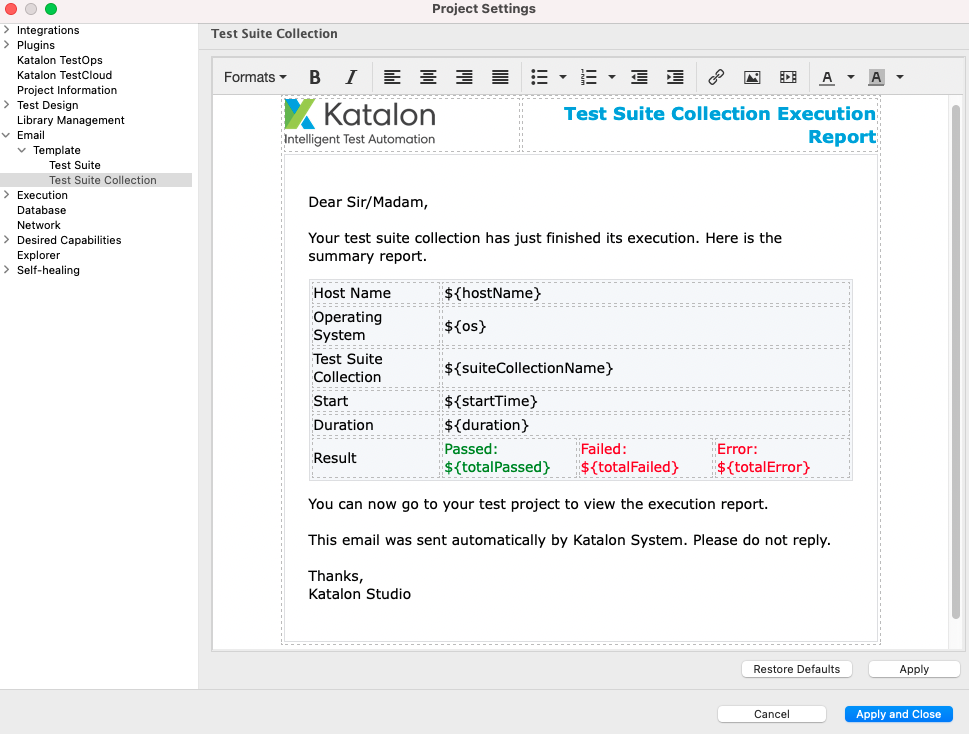 Project Settings
Integrations
Plugins
Katalon TestOps
Katalon TestCloud
Project Information
Test Design
Library Management
Email
Template
Test Suite
Test Suite Collection
Execution
Database
Network
Desired Capabilities
Explorer
Self-healing
Test Suite Collection
Formats B I A A
Katalon
Intelligent Test Automation
Test Suite Collection Execution
Report
Dear Sir/Madam,
Your test suite collection has just finished its execution. Here is the
summary report.
Host Name ${hostName}
Operating
System ${os}
Test Suite
Collection ${suiteCollectionName}
Start ${startTime}
Duration ${duration}
Result
Passed: Failed: Error:
${totalPassed} ${totalFailed} ${totalError}
You can now go to your test project to view the execution report.
This email was sent automatically by Katalon System. Please do not reply.
Thanks,
Katalon Studio
Restore Defaults Apply
Cancel Apply and Close